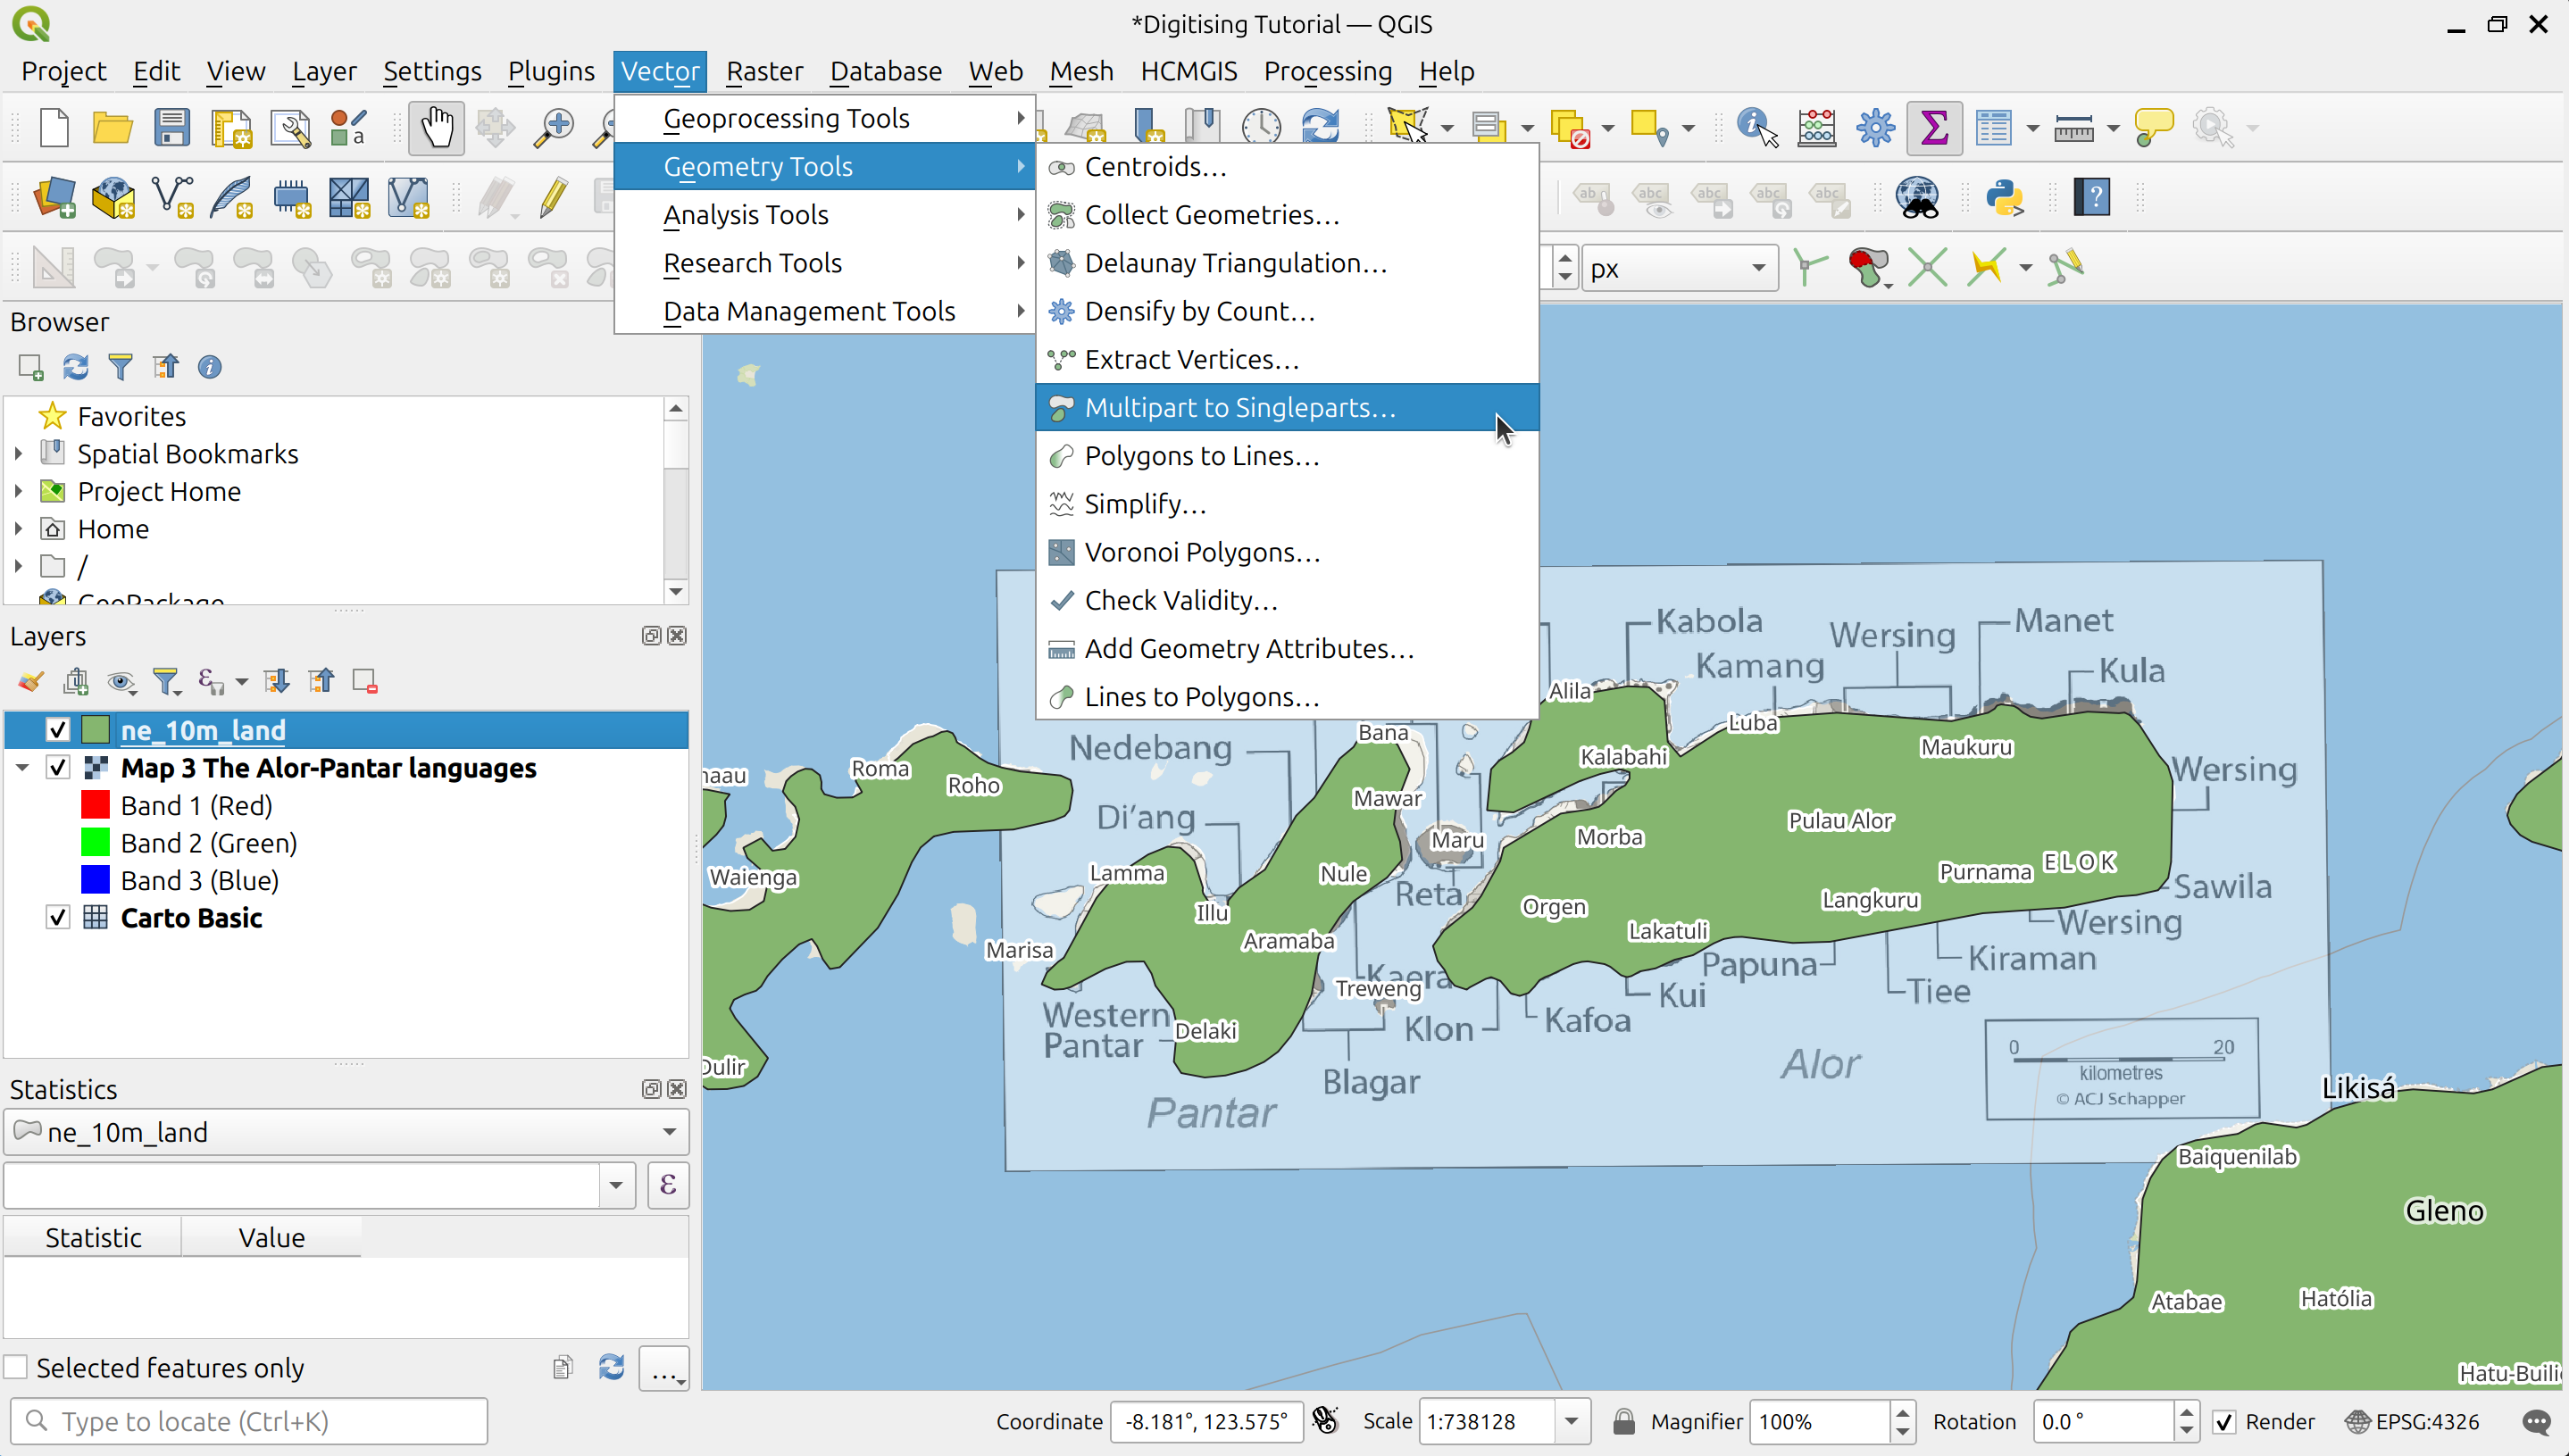 *Digitising Tutorial — QGIS
Project Edit View Layer Settings Plugins Vector Raster Database Web Mesh HCMGIS Processing Help
Geoprocessing Tools
Geometry Tools
Analysis Tools
Research Tools
Data Management Tools
Centroids...
Collect Geometries...
Delaunay Triangulation...
Densify by Count...
Extract Vertices...
Multipart to Singleparts...
Polygons to Lines...
Simplify...
Voronoi Polygons...
Check Validity...
Add Geometry Attributes...
Lines to Polygons...
px
Browser
Favorites
Spatial Bookmarks
Project Home
Home
/
GeoPackage
Layers
ne_10m_land
Map 3 The Alor-Pantar languages
Band 1 (Red)
Band 2 (Green)
Band 3 (Blue)
Carto Basic
Statistics
ne_10m_land
ε
Statistic Value
Selected features only
...
Type to locate (Ctrl+K)
Kabola
Wersing
Manet
Kamang
Kula
Alila
Luba
Bana
Nedebang
Kalabahi
Maukuru
Wersing
naau
Roma
Roho
Mawar
Di'ang
Pulau Alor
Morba
Maru
Waienga
Lamma
Nule
Reta
Purnama
ELOK
Sawila
Langkuru
Orgen
Illu
Lakatuli
Wersing
Aramaba
Marisa
Papuna
Kiraman
Kaera
Treweng
Kui
Tiee
Western
Pantar
Delaki
Klon
Kafoa
Dulir
Blagar
Alor
0 20
kilometres
© ACJ Schapper
Pantar
Likisá
Baiquenilab
Gleno
Atabae
Hatólia
Hatu-Builic
Coordinate -8.181°, 123.575° Scale 1:738128 Magnifier 100% Rotation 0.0 ° Render EPSG:4326